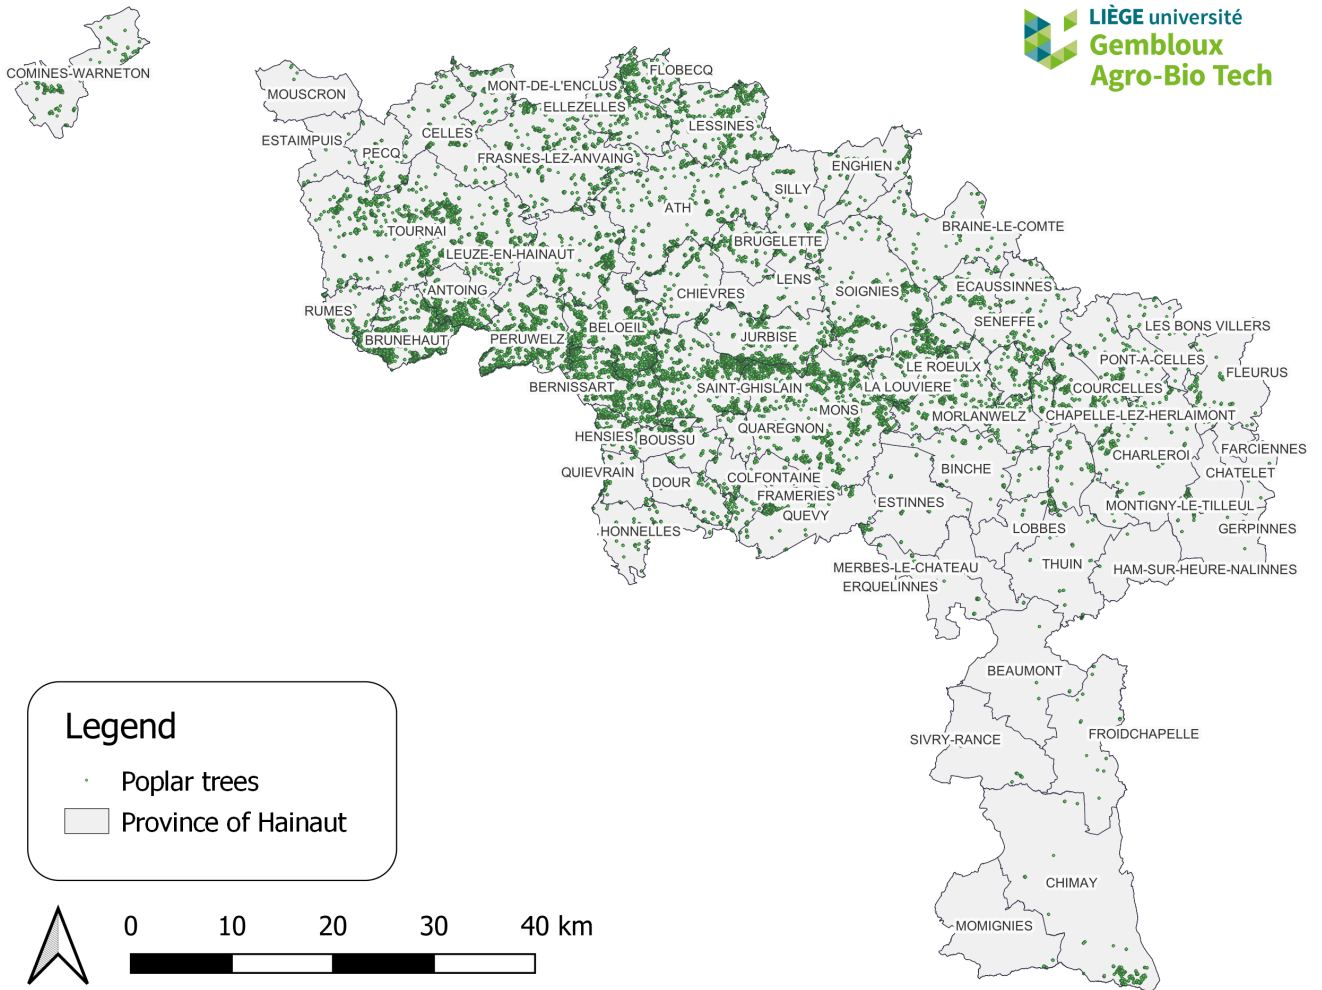 LIÈGE université
Gembloux
Agro-Bio Tech
COMINES-WARNETON
MOUSCRON
FLOBECQ
MONT-DE-L'ENCLUS
ELLEZELLES
ESTAIMPUIS
PECQ
CELLES
LESSINES
FRASNES-LEZ-ANVAING
ENGHIEN
SILLY
ATH
TOURNAI
BRAINE-LE-COMTE
BRUGELETTE
LEUZE-EN-HAINAUT
LENS
ANTOING
CHIEVRES
SOIGNIES
ECAUSSINNES
RUMES
SENEFFE
LES BONS VILLERS
BRUNEHAUT
PERUWELZ
BELOEIL
JURBISE
PONT-A-CELLES
LE ROEULX
FLEURUS
BERNISSART
SAINT-GHISLAIN
LA LOUVIERE
COURCELLES
MONS
MORLANWELZ
CHAPELLE-LEZ-HERLAIMONT
QUAREGNON
HENSIES
BOUSSU
FARCIENNES
CHARLEROI
QUIEVRAIN
BINCHE
CHATELET
DOUR
COLFONTAINE
FRAMERIES
ESTINNES
MONTIGNY-LE-TILLEUL
QUEVY
HONNELLES
LOBBES
GERPINNES
MERBES-LE-CHATEAU
THUIN
HAM-SUR-HEURE-NALINNES
ERQUELINNES
BEAUMONT
SIVRY-RANCE
FROIDCHAPELLE
CHIMAY
MOMIGNIES
Legend
Poplar trees
Province of Hainaut
0 10 20 30 40 km